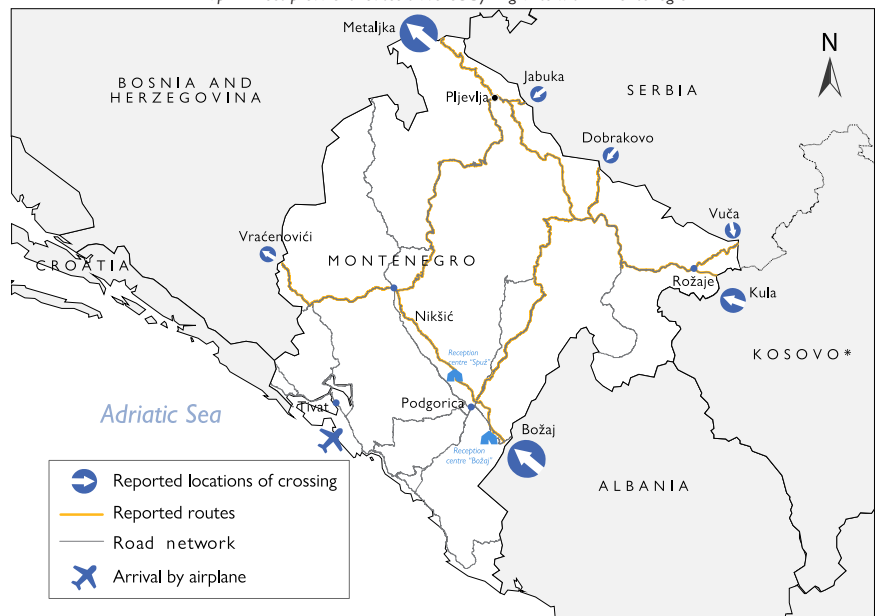 Metaljka
N
BOSNIA AND
HERZEGOVINA
Jabuka
SERBIA
Pljevlja
Dobrakovo
Vuča
Vraćenovići
CROATIA
MONTENEGRO
Rožaje
Kula
Nikšić
KOSOVO*
Reception
centre "Spuž"
Adriatic Sea
Tivat
Podgorica
Božaj
Reception
centre "Božaj"
ALBANIA
Reported locations of crossing
Reported routes
Road network
Arrival by airplane